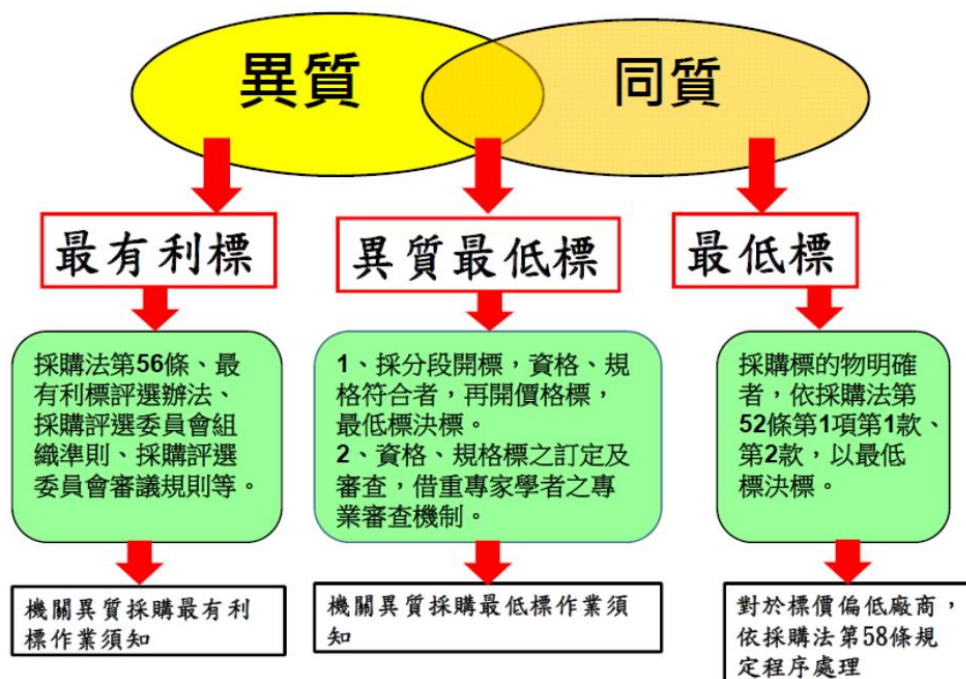 異質
同質
最有利標
異質最低標
最低標
採購法第56條、最
有利標評選辦法、
採購評選委員會組
織準則、採購評選
委員會審議規則等。
1、採分段開標，資格、規
格符合者，再開價格標，
最低標決標。
2、資格、規格標之訂定及
審查，借重專家學者之專
業審查機制。
採購標的物明確
者，依採購法第
52條第1項第1款、
第2款，以最低
標決標。
機關異質採購最有利
標作業須知
機關異質採購最低標作業須
知
對於標價偏低廠商，
依採購法第58條規
定程序處理